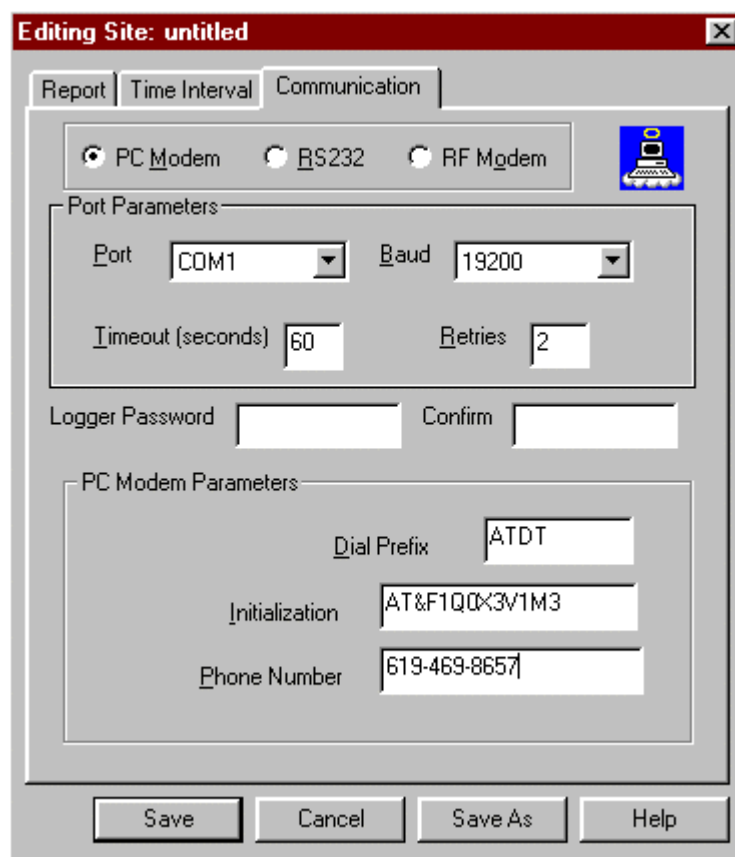 Editing Site: untitled
Report Time Interval Communication
PC Modem RS232 RF Modem
Port Parameters
Port COM1 Baud 19200
Timeout (seconds) 60 Retries 2
Logger Password Confirm
PC Modem Parameters
Dial Prefix ATDT
Initialization AT&F1Q0X3V1M3
Phone Number 619-469-8657
Save Cancel Save As Help